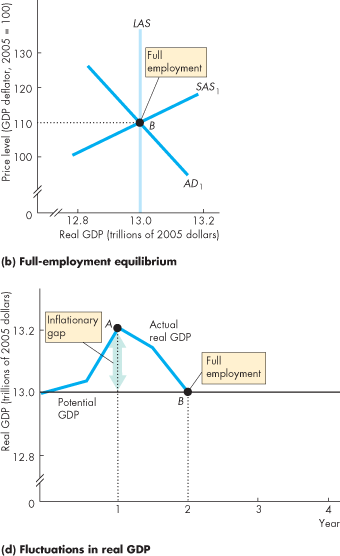 Price level (GDP deflator, 2005 = 100)
LAS
130
Full
employment
120
SAS1
110
B
100
AD1
0
12.8 13.0 13.2
Real GDP (trillions of 2005 dollars)
(b) Full-employment equilibrium
Real GDP (trillions of 2005 dollars)
13.2
Inflationary
gap
A
Actual
real GDP
Full
employment
13.0
Potential
GDP
B
12.8
0
1 2 3 4
Year
(d) Fluctuations in real GDP